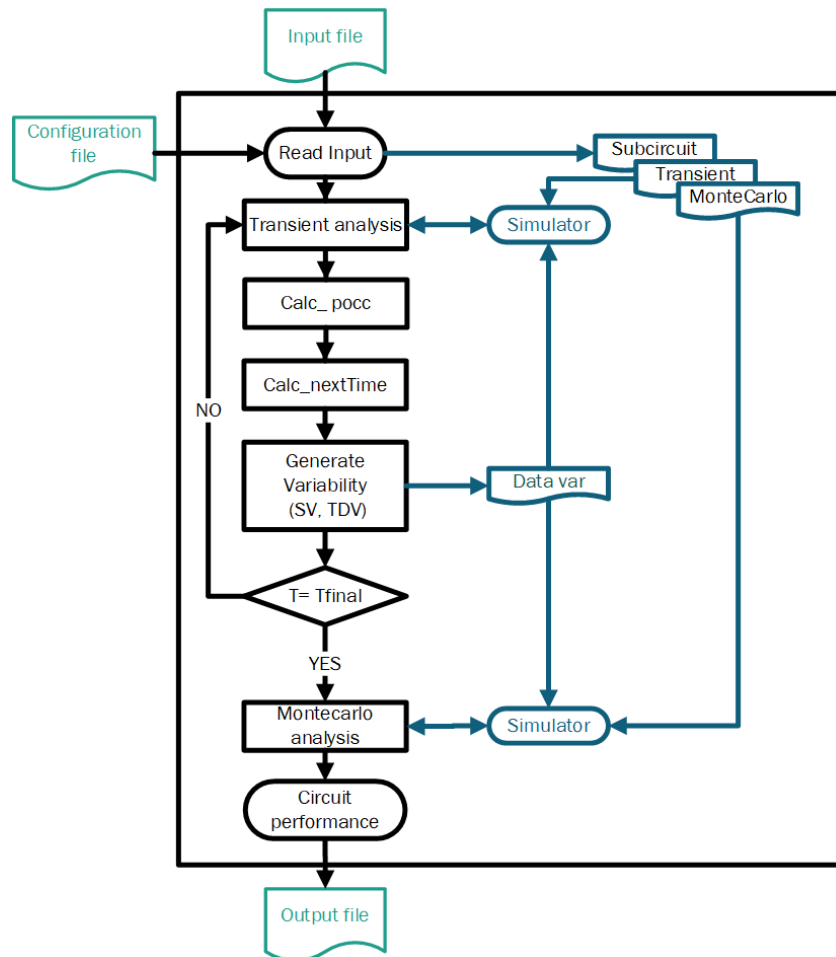 Input file
Configuration
file
Read Input
Subcircuit
Transient
MonteCarlo
Transient analysis
Simulator
Calc_ pocc
Calc_nextTime
NO
Generate
Variability
(SV, TDV)
Data var
T= Tfinal
YES
Montecarlo
analysis
Simulator
Circuit
performance
Output file